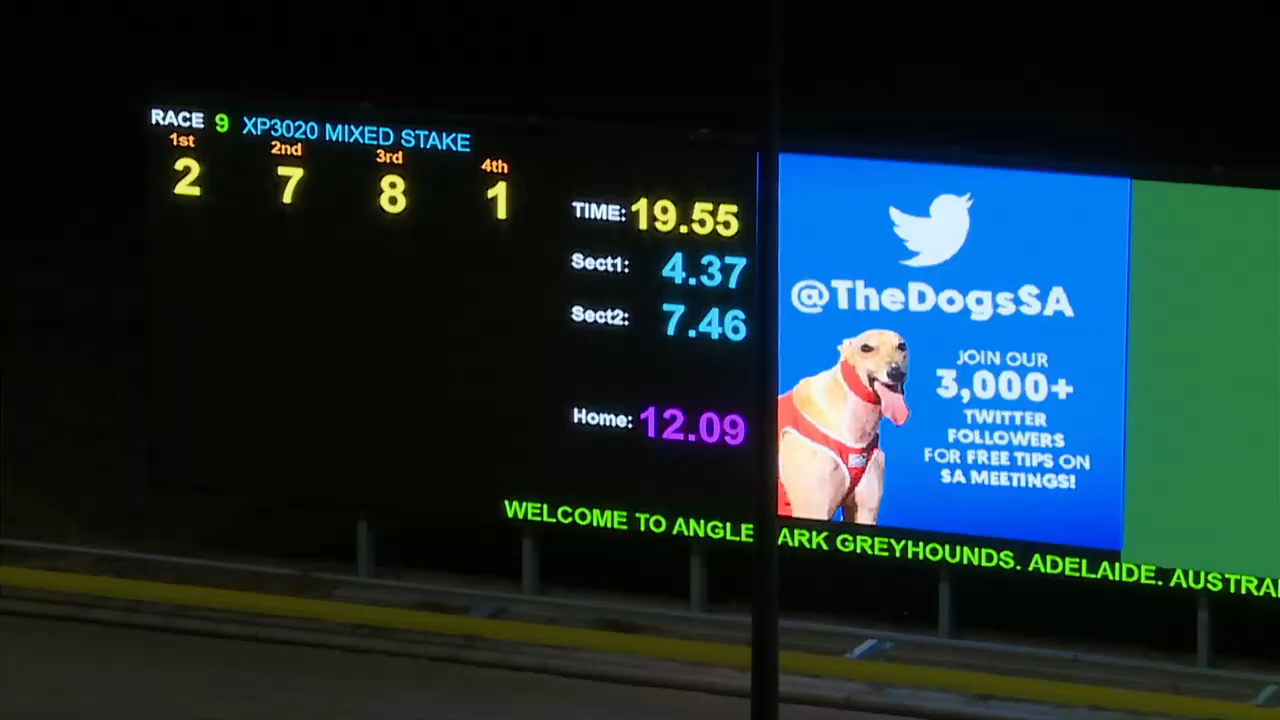 RACE 9 XP3020 MIXED STAKE
1st 2nd 3rd 4th
2 7 8 1
TIME: 19.55
Sect1: 4.37
Sect2: 7.46
Home: 12.09
@TheDogsSA
JOIN OUR
3,000+
TWITTER
FOLLOWERS
FOR FREE TIPS ON
SA MEETINGS!
WELCOME TO ANGLE ARK GREYHOUNDS. ADELAIDE. AUSTRA